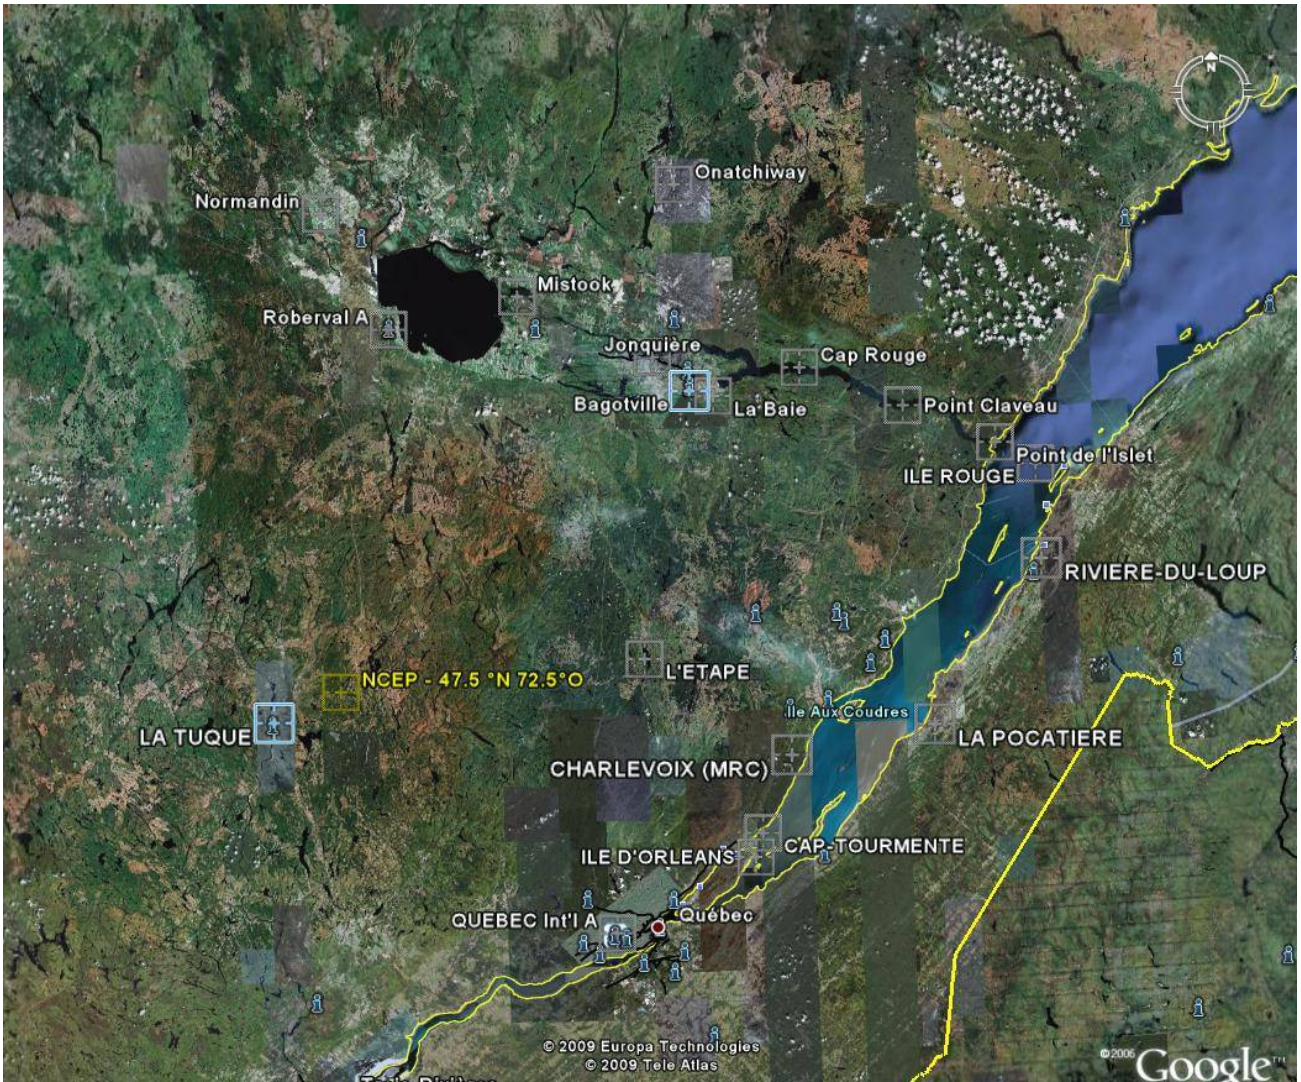 N
Onatchiway
Normandin
Mistook
Roberval A
Jonquière
Cap Rouge
Bagotville
La Baie
Point Claveau
Point de l'Islet
ILE ROUGE
RIVIERE-DU-LOUP
L'ETAPE
NCEP - 47.5 °N 72.5°O
Île Aux Coudres
LA TUQUE
LA POCATIERE
CHARLEVOIX (MRC)
CAP-TOURMENTE
ILE D'ORLEANS
QUEBEC Int'l A
Québec
© 2009 Europa Technologies
© 2009 Tele Atlas
©2006 Google™